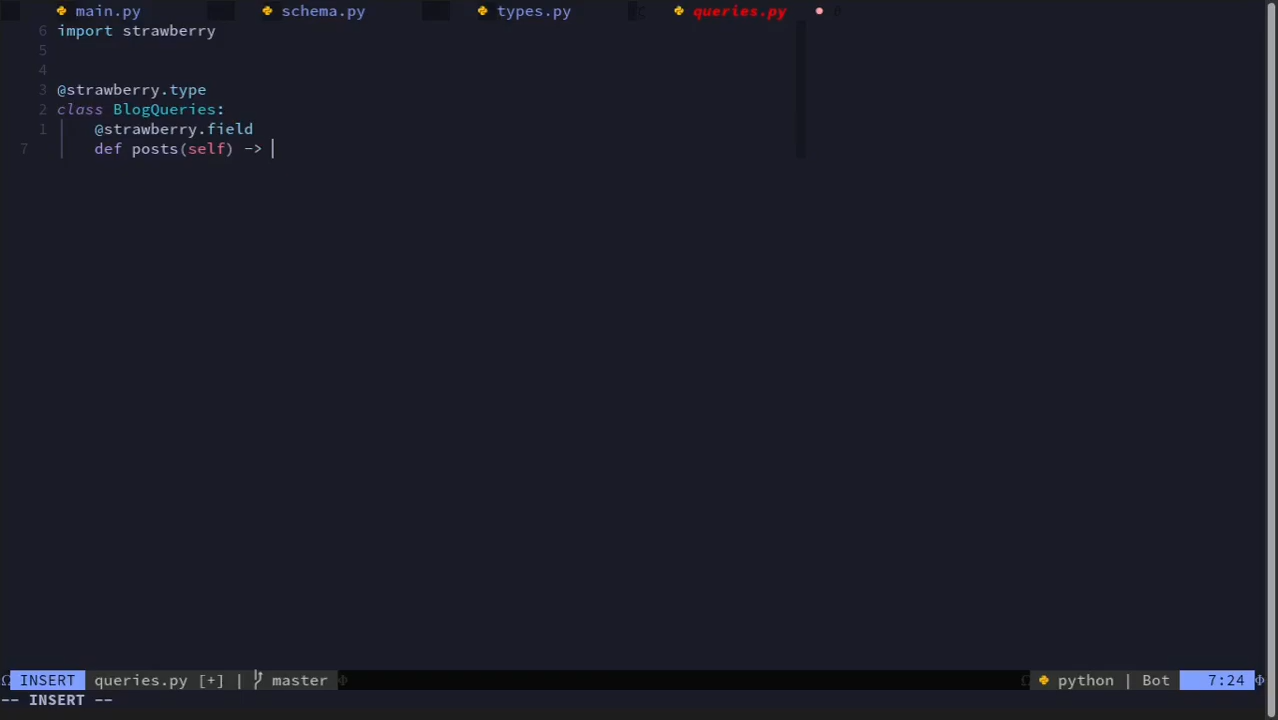 main.py schema.py types.py queries.py
6 import strawberry
5
4
3 @strawberry.type
2 class BlogQueries:
1 @strawberry.field
7 def posts(self) ->
INSERT queries.py [+] | master python | Bot 7:24
-- INSERT --